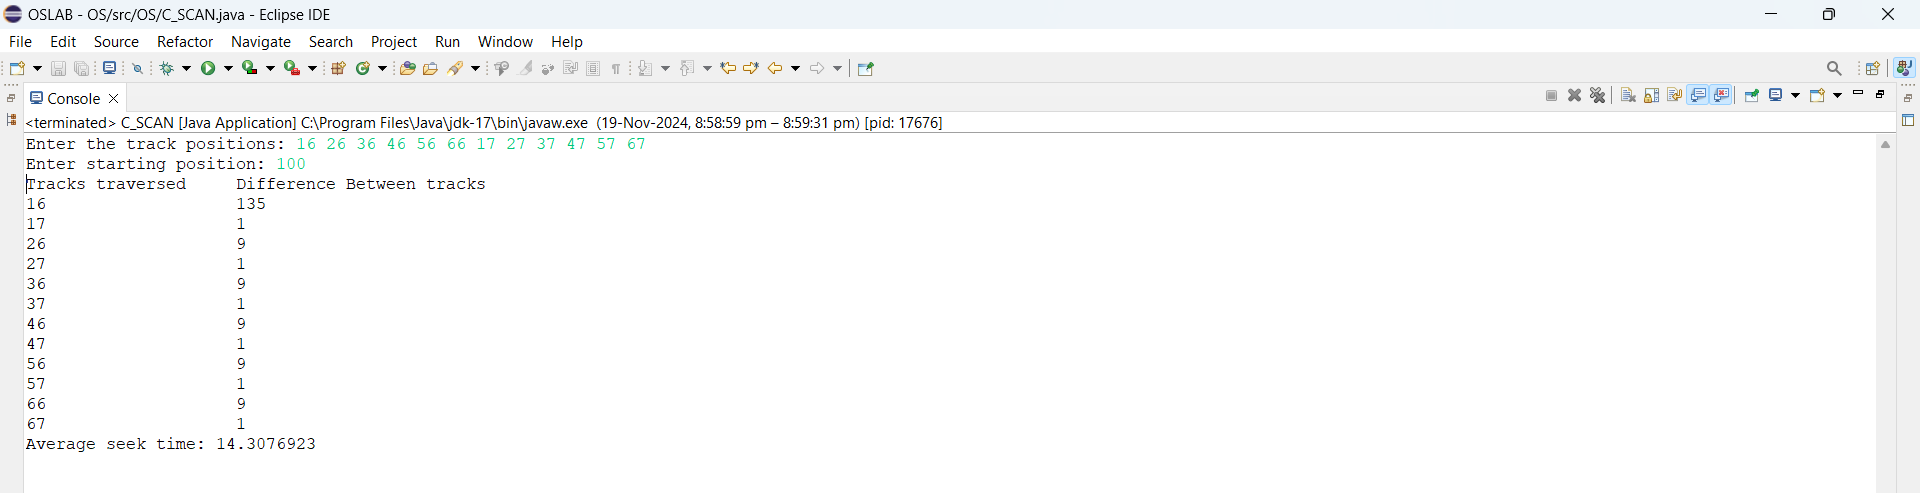 OSLAB - OS/src/OS/C_SCAN.java - Eclipse IDE
File Edit Source Refactor Navigate Search Project Run Window Help
Console
<terminated> C_SCAN [Java Application] C:\Program Files\Java\jdk-17\bin\javaw.exe (19-Nov-2024, 8:58:59 pm – 8:59:31 pm) [pid: 17676]
Enter the track positions: 16 26 36 46 56 66 17 27 37 47 57 67
Enter starting position: 100
Tracks traversed Difference Between tracks
16 135
17 1
26 9
27 1
36 9
37 1
46 9
47 1
56 9
57 1
66 9
67 1
Average seek time: 14.3076923